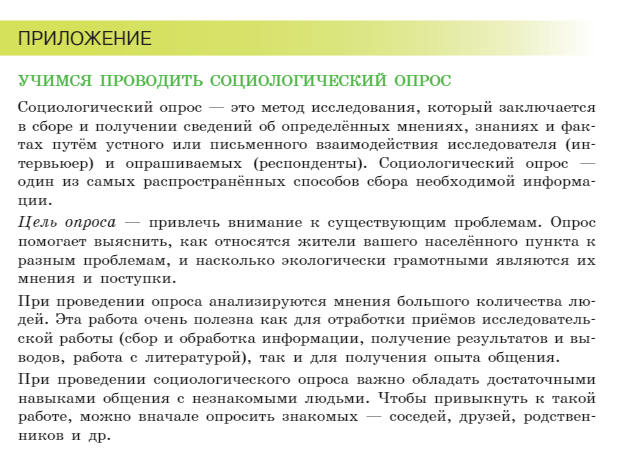 ПРИЛОЖЕНИЕ
УЧИМСЯ ПРОВОДИТЬ СОЦИОЛОГИЧЕСКИЙ ОПРОС
Социологический опрос — это метод исследования, который заключается
в сборе и получении сведений об определённых мнениях, знаниях и фак-
тах путём устного или письменного взаимодействия исследователя (ин-
тервьюер) и опрашиваемых (респонденты). Социологический опрос —
один из самых распространённых способов сбора необходимой информа-
ции.
Цель опроса — привлечь внимание к существующим проблемам. Опрос
помогает выяснить, как относятся жители вашего населённого пункта к
разным проблемам, и насколько экологически грамотными являются их
мнения и поступки.
При проведении опроса анализируются мнения большого количества лю-
дей. Эта работа очень полезна как для отработки приёмов исследователь-
ской работы (сбор и обработка информации, получение результатов и вы-
водов, работа с литературой), так и для получения опыта общения.
При проведении социологического опроса важно обладать достаточными
навыками общения с незнакомыми людьми. Чтобы привыкнуть к такой
работе, можно вначале опросить знакомых — соседей, друзей, родствен-
ников и др.